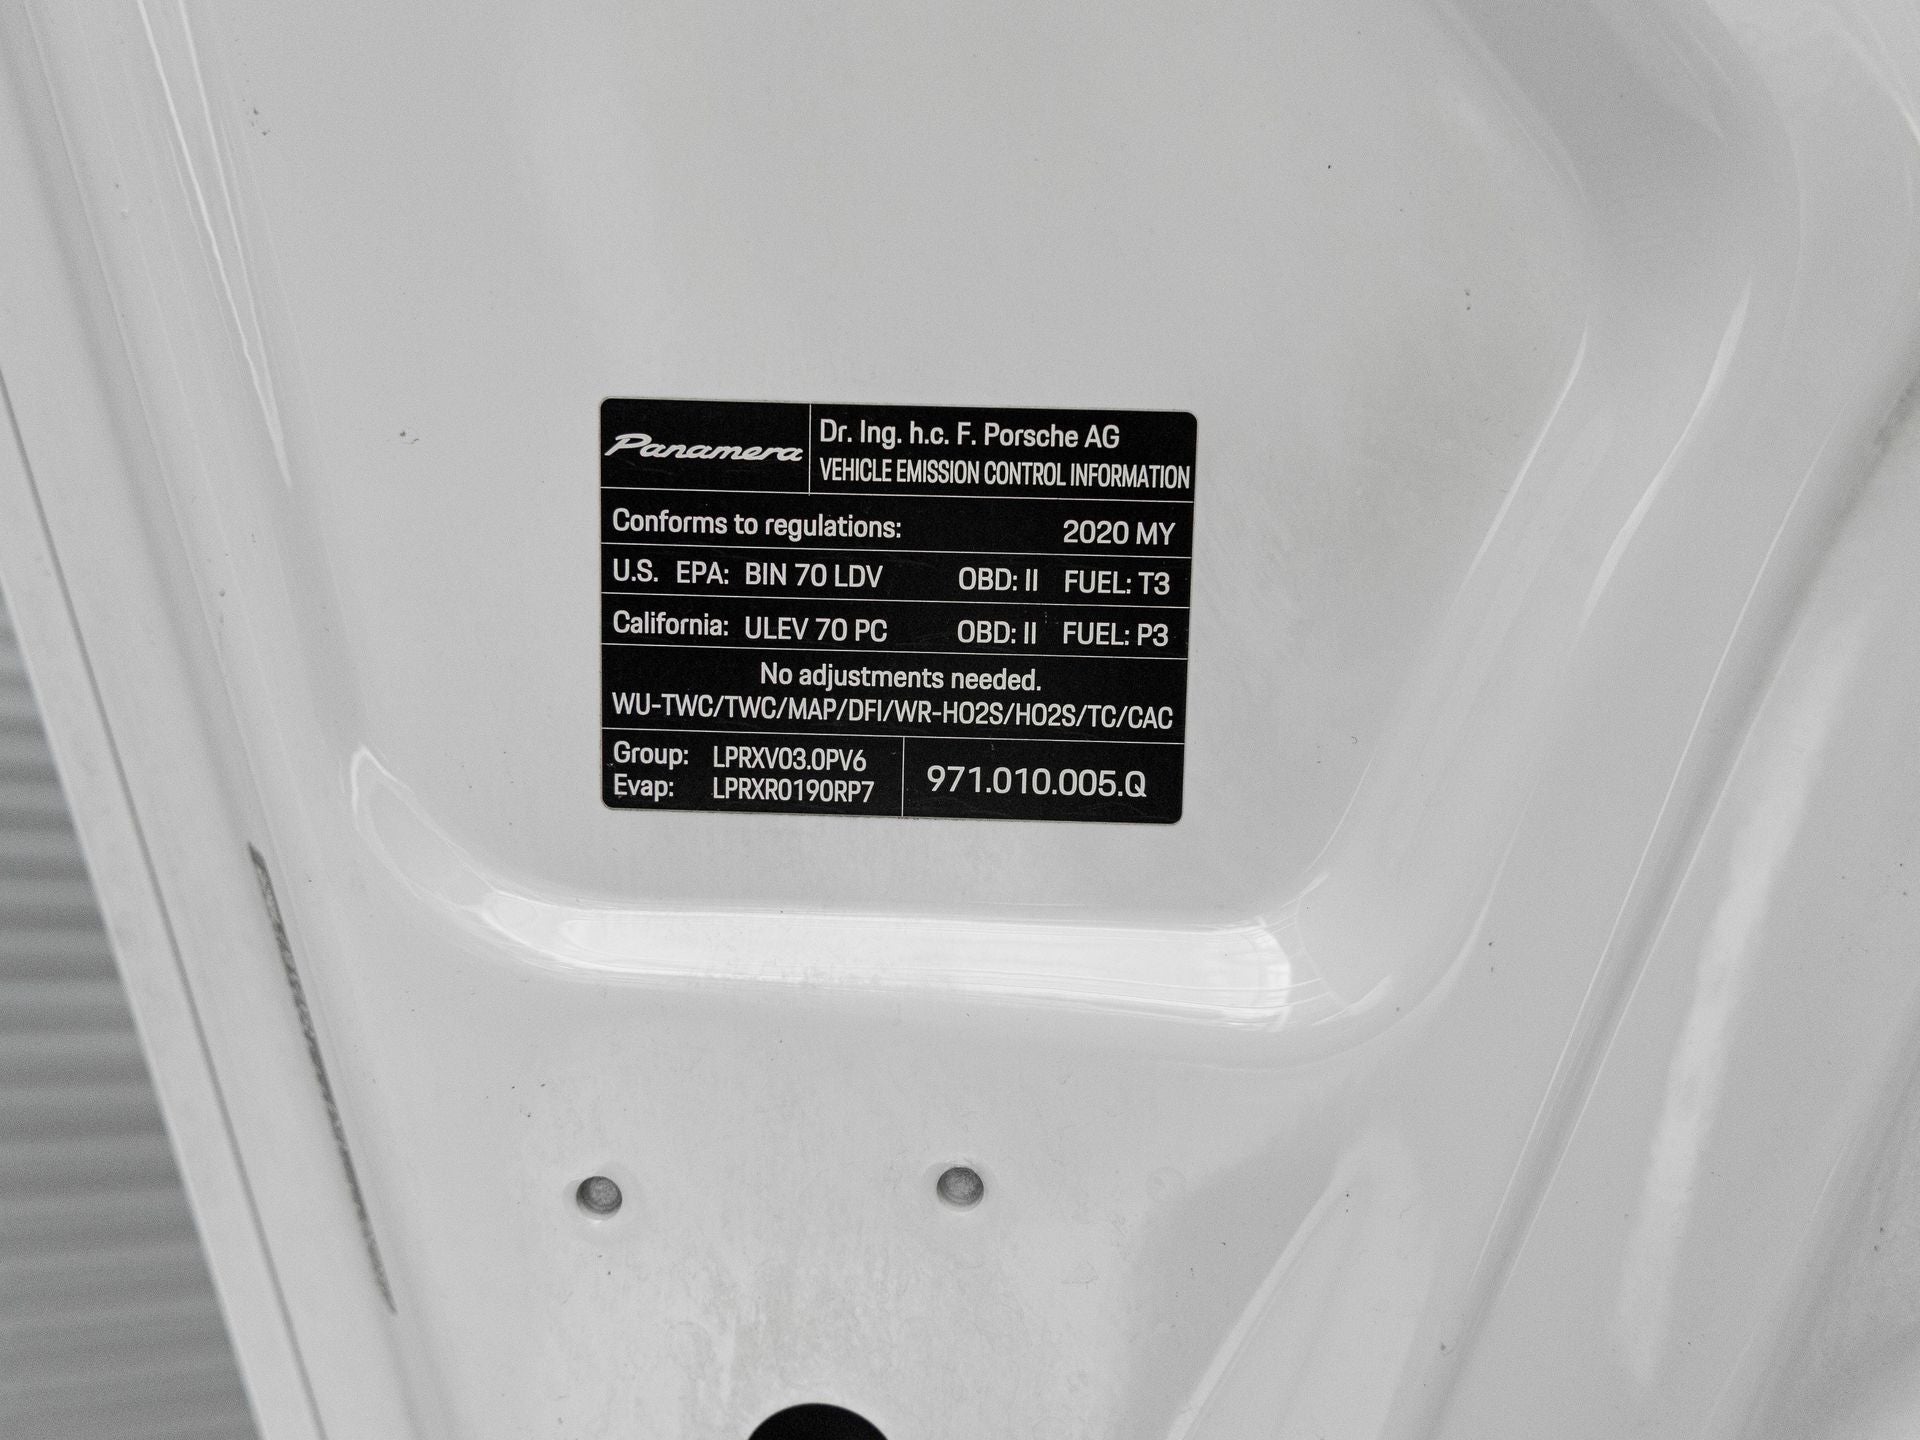 Panamera
Dr. Ing. h.c. F. Porsche AG
VEHICLE EMISSION CONTROL INFORMATION
Conforms to regulations: 2020 MY
U.S. EPA: BIN 70 LDV OBD: II FUEL: T3
California: ULEV 70 PC OBD: II FUEL: P3
No adjustments needed.
WU-TWC/TWC/MAP/DFI/WR-HO2S/HO2S/TC/CAC
Group: LPRXV03.0PV6
Evap: LPRXR0190RP7
971.010.005.Q